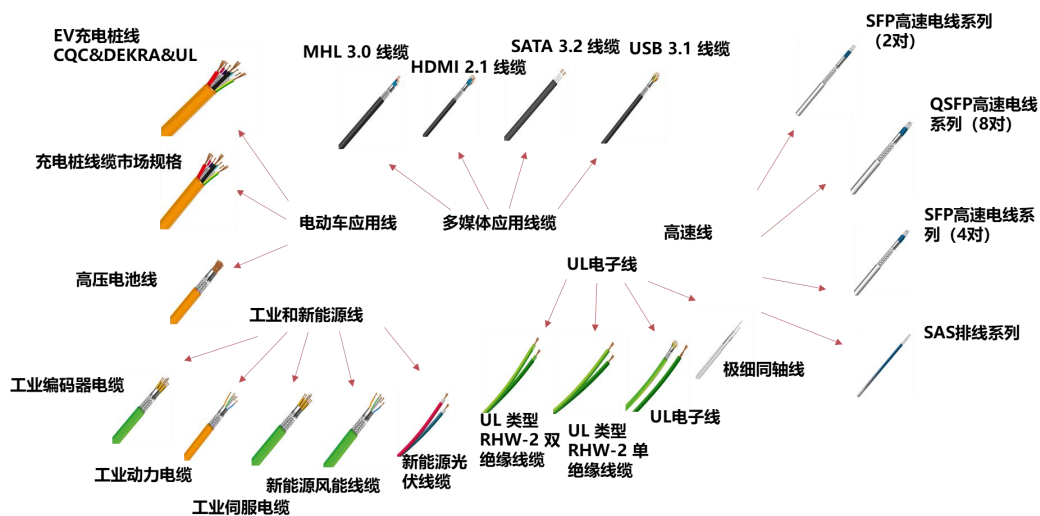 EV充电桩线
CQC&DEKRA&UL
MHL 3.0 线缆
HDMI 2.1 线缆
SATA 3.2 线缆
USB 3.1 线缆
SFP高速电线系列
（2对）
QSFP高速电线
系列（8对）
充电桩线缆市场规格
电动车应用线
多媒体应用线缆
高速线
SFP高速电线系
列（4对）
高压电池线
UL电子线
工业和新能源线
SAS排线系列
极细同轴线
工业编码器电缆
UL 类型
RHW-2 双
绝缘线缆
UL 类型
RHW-2 单
绝缘线缆
UL电子线
工业动力电缆
工业伺服电缆
新能源风能线缆
新能源光
伏线缆